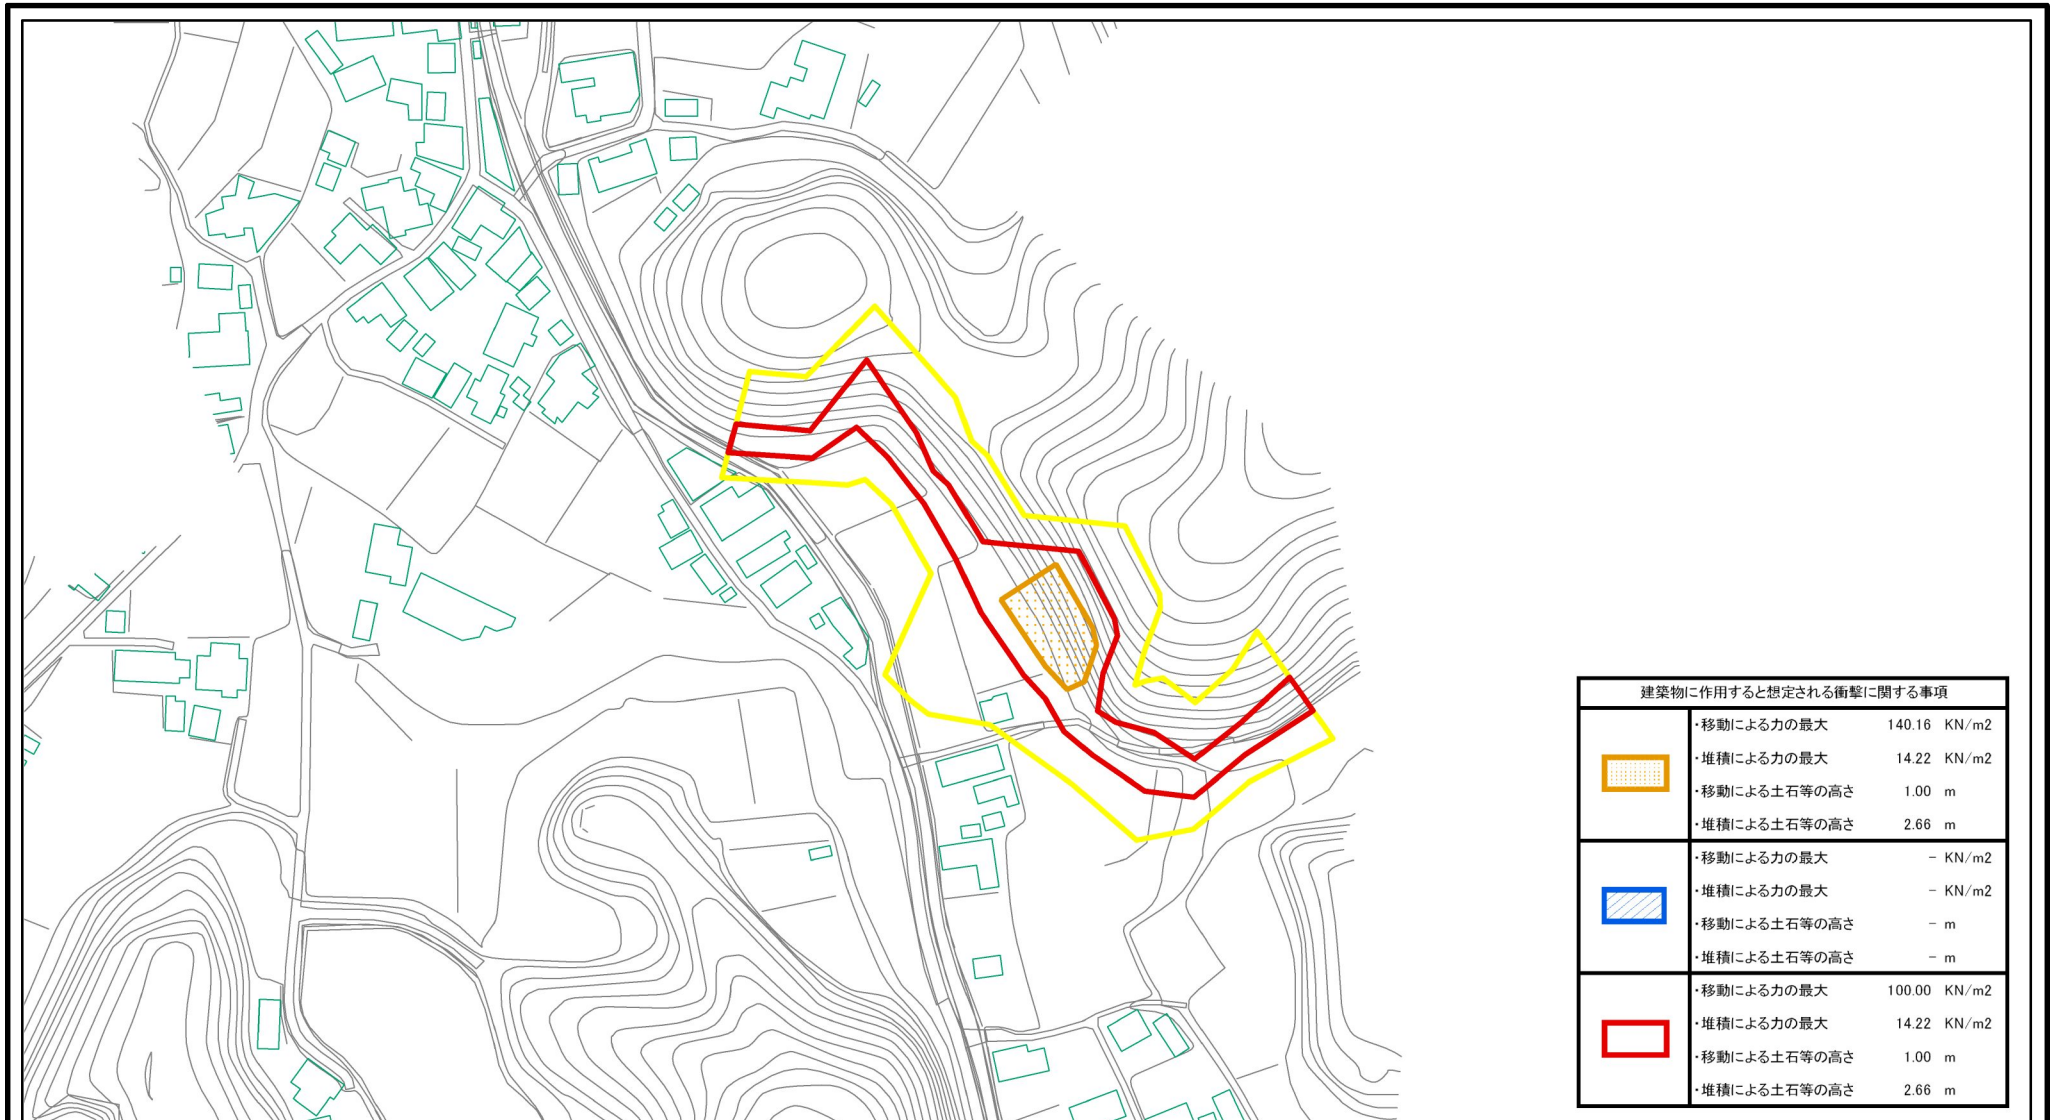 建築物に作用すると想定される衝撃に関する事項
・移動による力の最大 140.16 KN/m2
・堆積による力の最大 14.22 KN/m2
・移動による土石等の高さ 1.00 m
・堆積による土石等の高さ 2.66 m
・移動による力の最大 - KN/m2
・堆積による力の最大 - KN/m2
・移動による土石等の高さ - m
・堆積による土石等の高さ - m
・移動による力の最大 100.00 KN/m2
・堆積による力の最大 14.22 KN/m2
・移動による土石等の高さ 1.00 m
・堆積による土石等の高さ 2.66 m